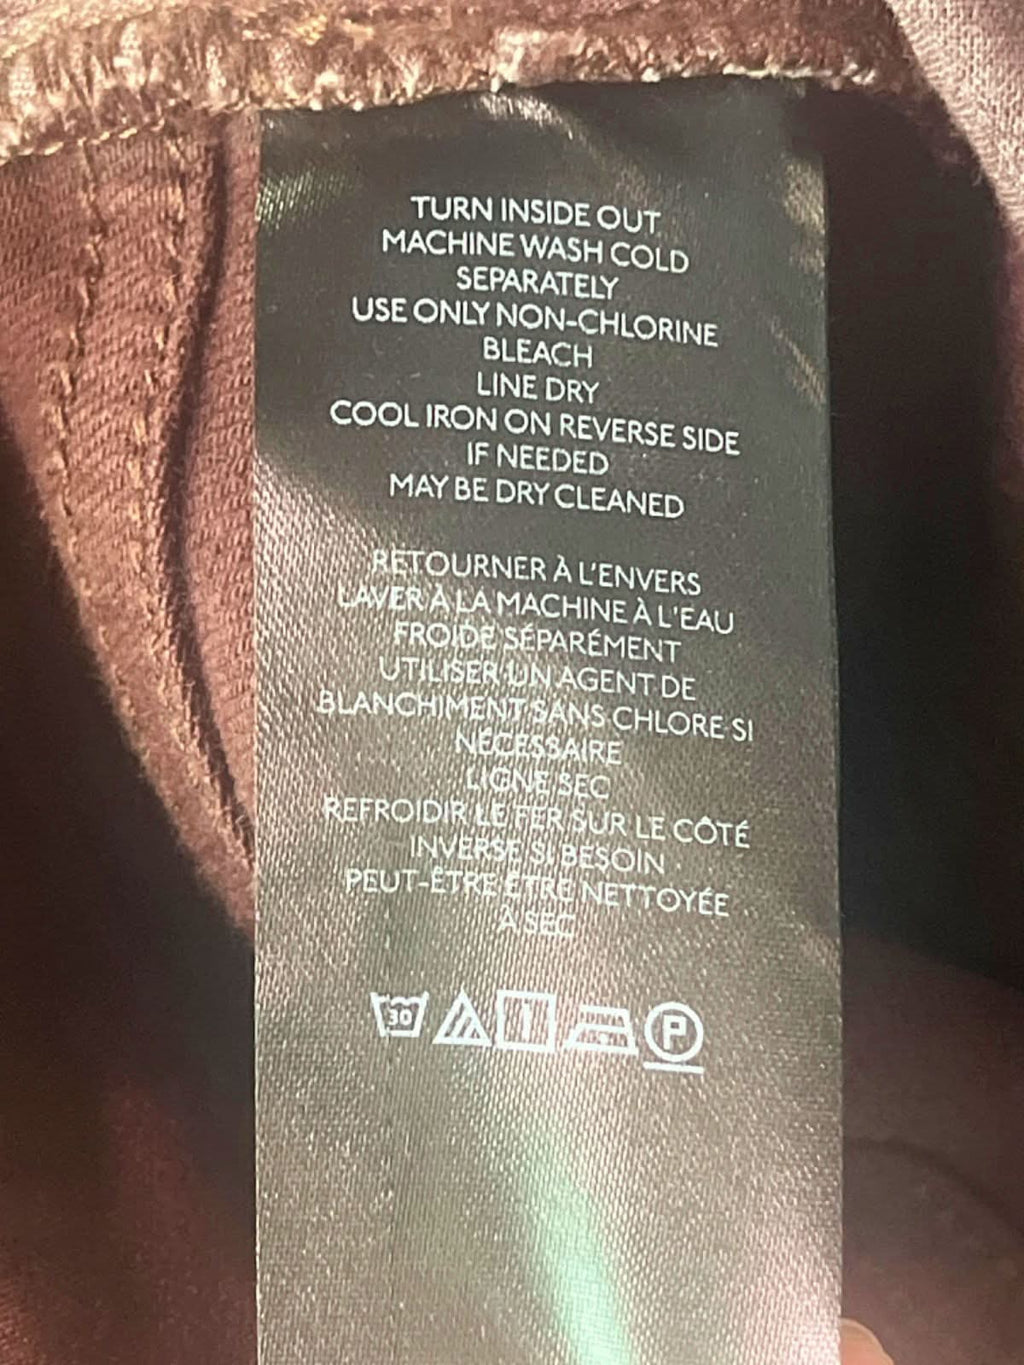 TURN INSIDE OUT
MACHINE WASH COLD
SEPARATELY
USE ONLY NON-CHLORINE
BLEACH
LINE DRY
COOL IRON ON REVERSE SIDE
IF NEEDED
MAY BE DRY CLEANED
RETOURNER À L'ENVERS
LAVER À LA MACHINE À L'EAU
FROIDE SÉPARÉMENT
UTILISER UN AGENT DE
BLANCHIMENT SANS CHLORE SI
NÉCESSAIRE
LIGNE SEC
REFROIDIR LE FER SUR LE CÔTÉ
INVERSE SI BESOIN
PEUT-ÊTRE ÊTRE NETTOYÉE
À SEC
30 P